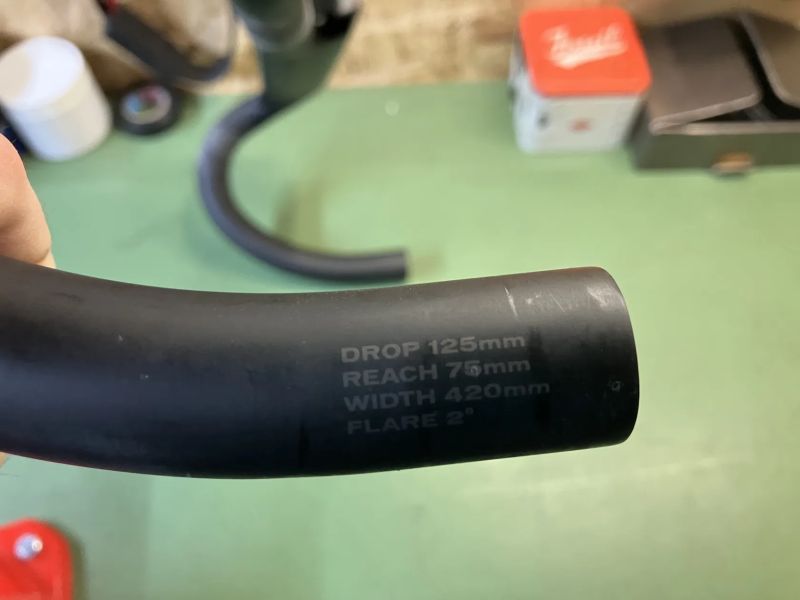 DROP 125mm
REACH 75mm
WIDTH 420mm
FLARE 2°